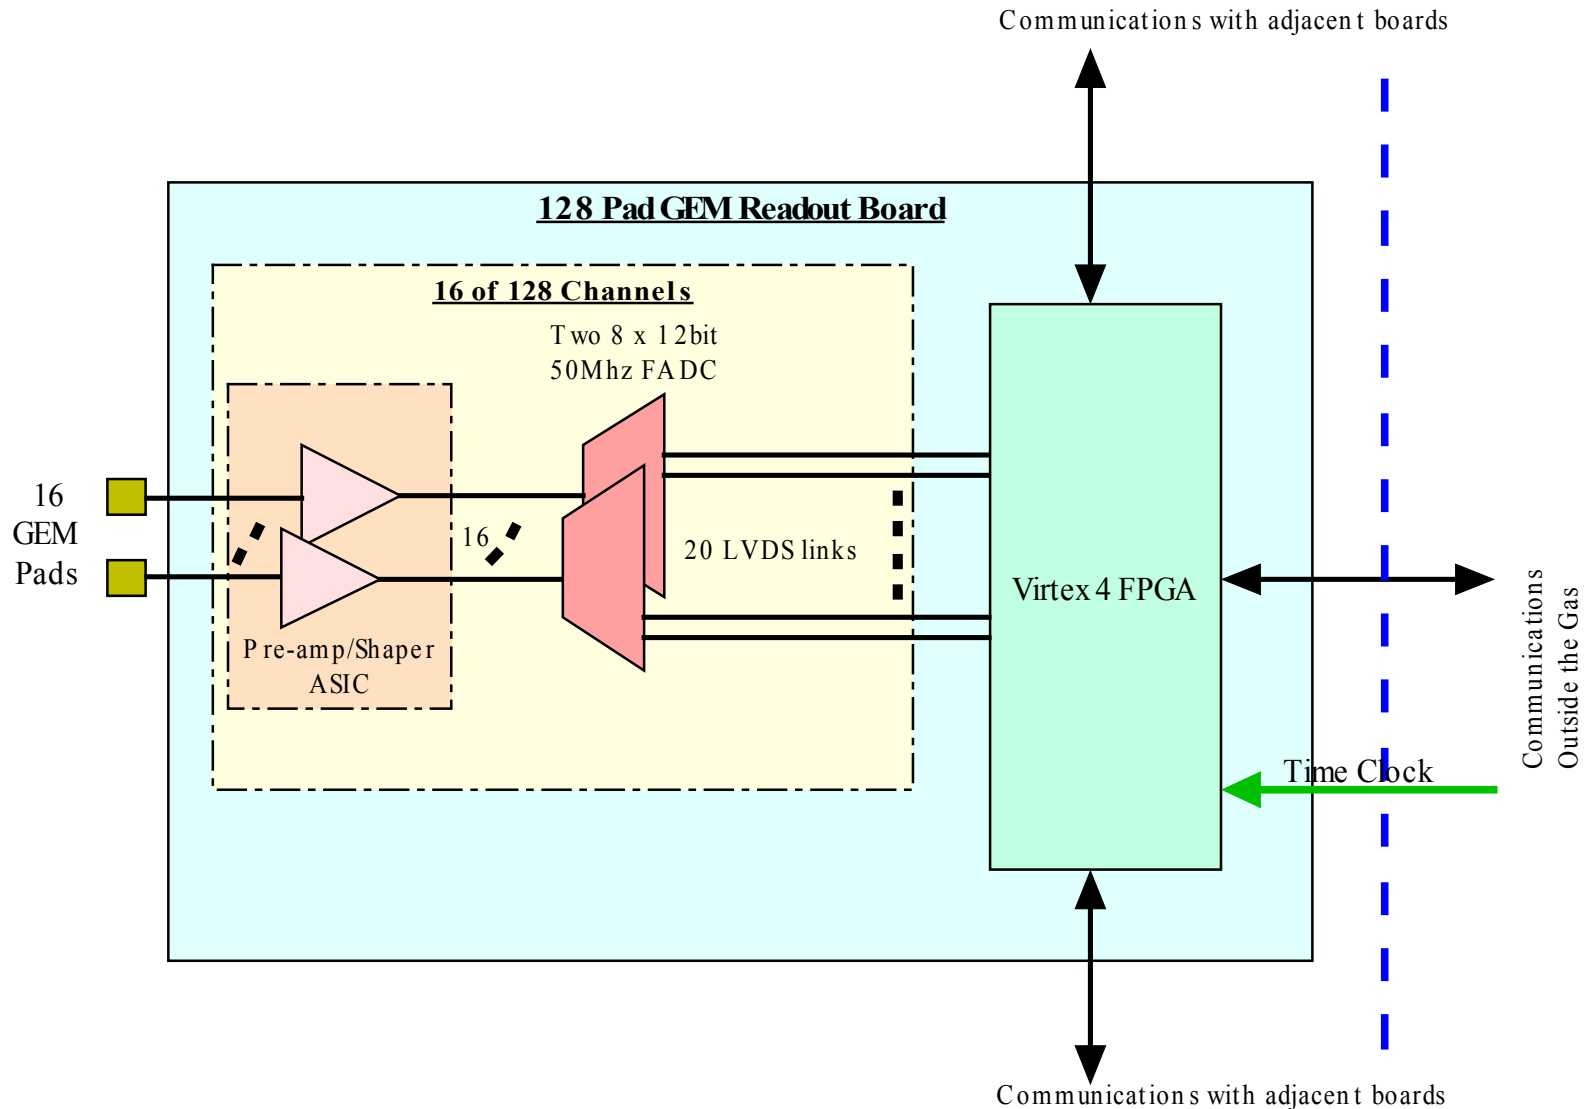 Communications with adjacent boards
128 Pad GEM Readout Board
16 of 128 Channels
Two 8 x 12bit
50Mhz FADC
16
GEM
Pads
16
20 LVDS links
Virtex 4 FPGA
Pre-amp/Shaper
ASIC
Communications
Outside the Gas
Time Clock
Communications with adjacent boards